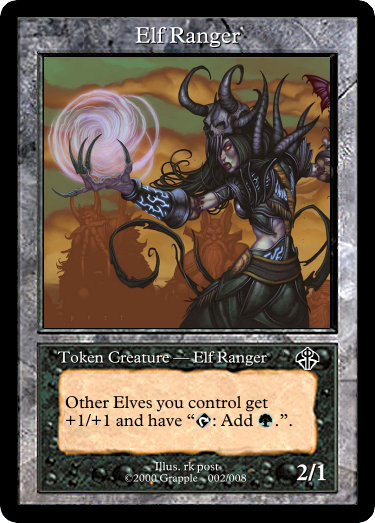 Elf Ranger
Token Creature — Elf Ranger
Other Elves you control get
+1/+1 and have “: Add .”.
Illus. rk post
©2000 Grapple 002/008
2/1